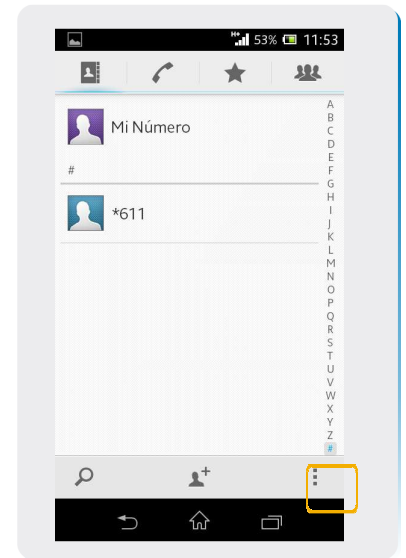 H+ 53% 11:53
Mi Número
#
*611
A
B
C
D
E
F
G
H
I
J
K
L
M
N
O
P
Q
R
S
T
U
V
W
X
Y
Z
#